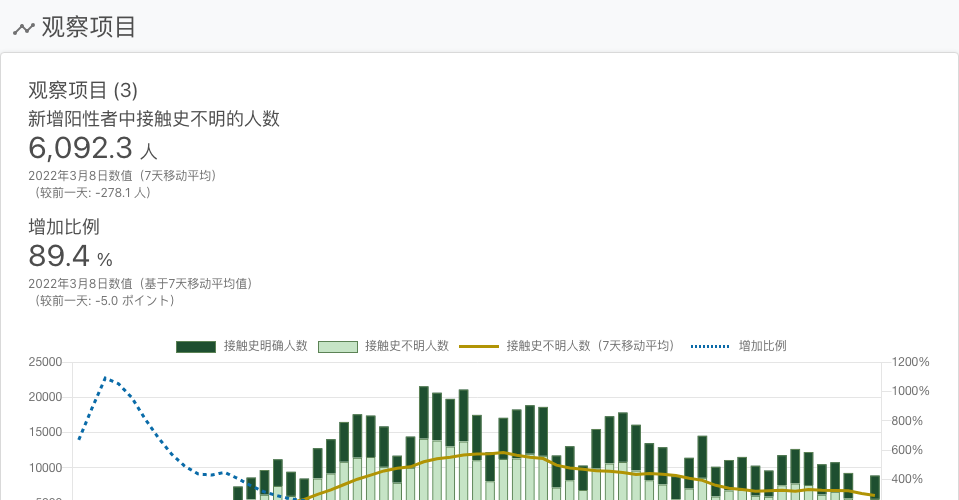 观察项目
观察项目 (3)
新增阳性者中接触史不明的人数
6,092.3 人
2022年3月8日数值（7天移动平均）
（较前一天: -278.1 人）
增加比例
89.4 %
2022年3月8日数值（基于7天移动平均值）
（较前一天: -5.0 ポイント）
接触史明确人数 接触史不明人数 接触史不明人数（7天移动平均） 增加比例
25000 1200%
20000 1000%
15000 800%
600%
10000 400%